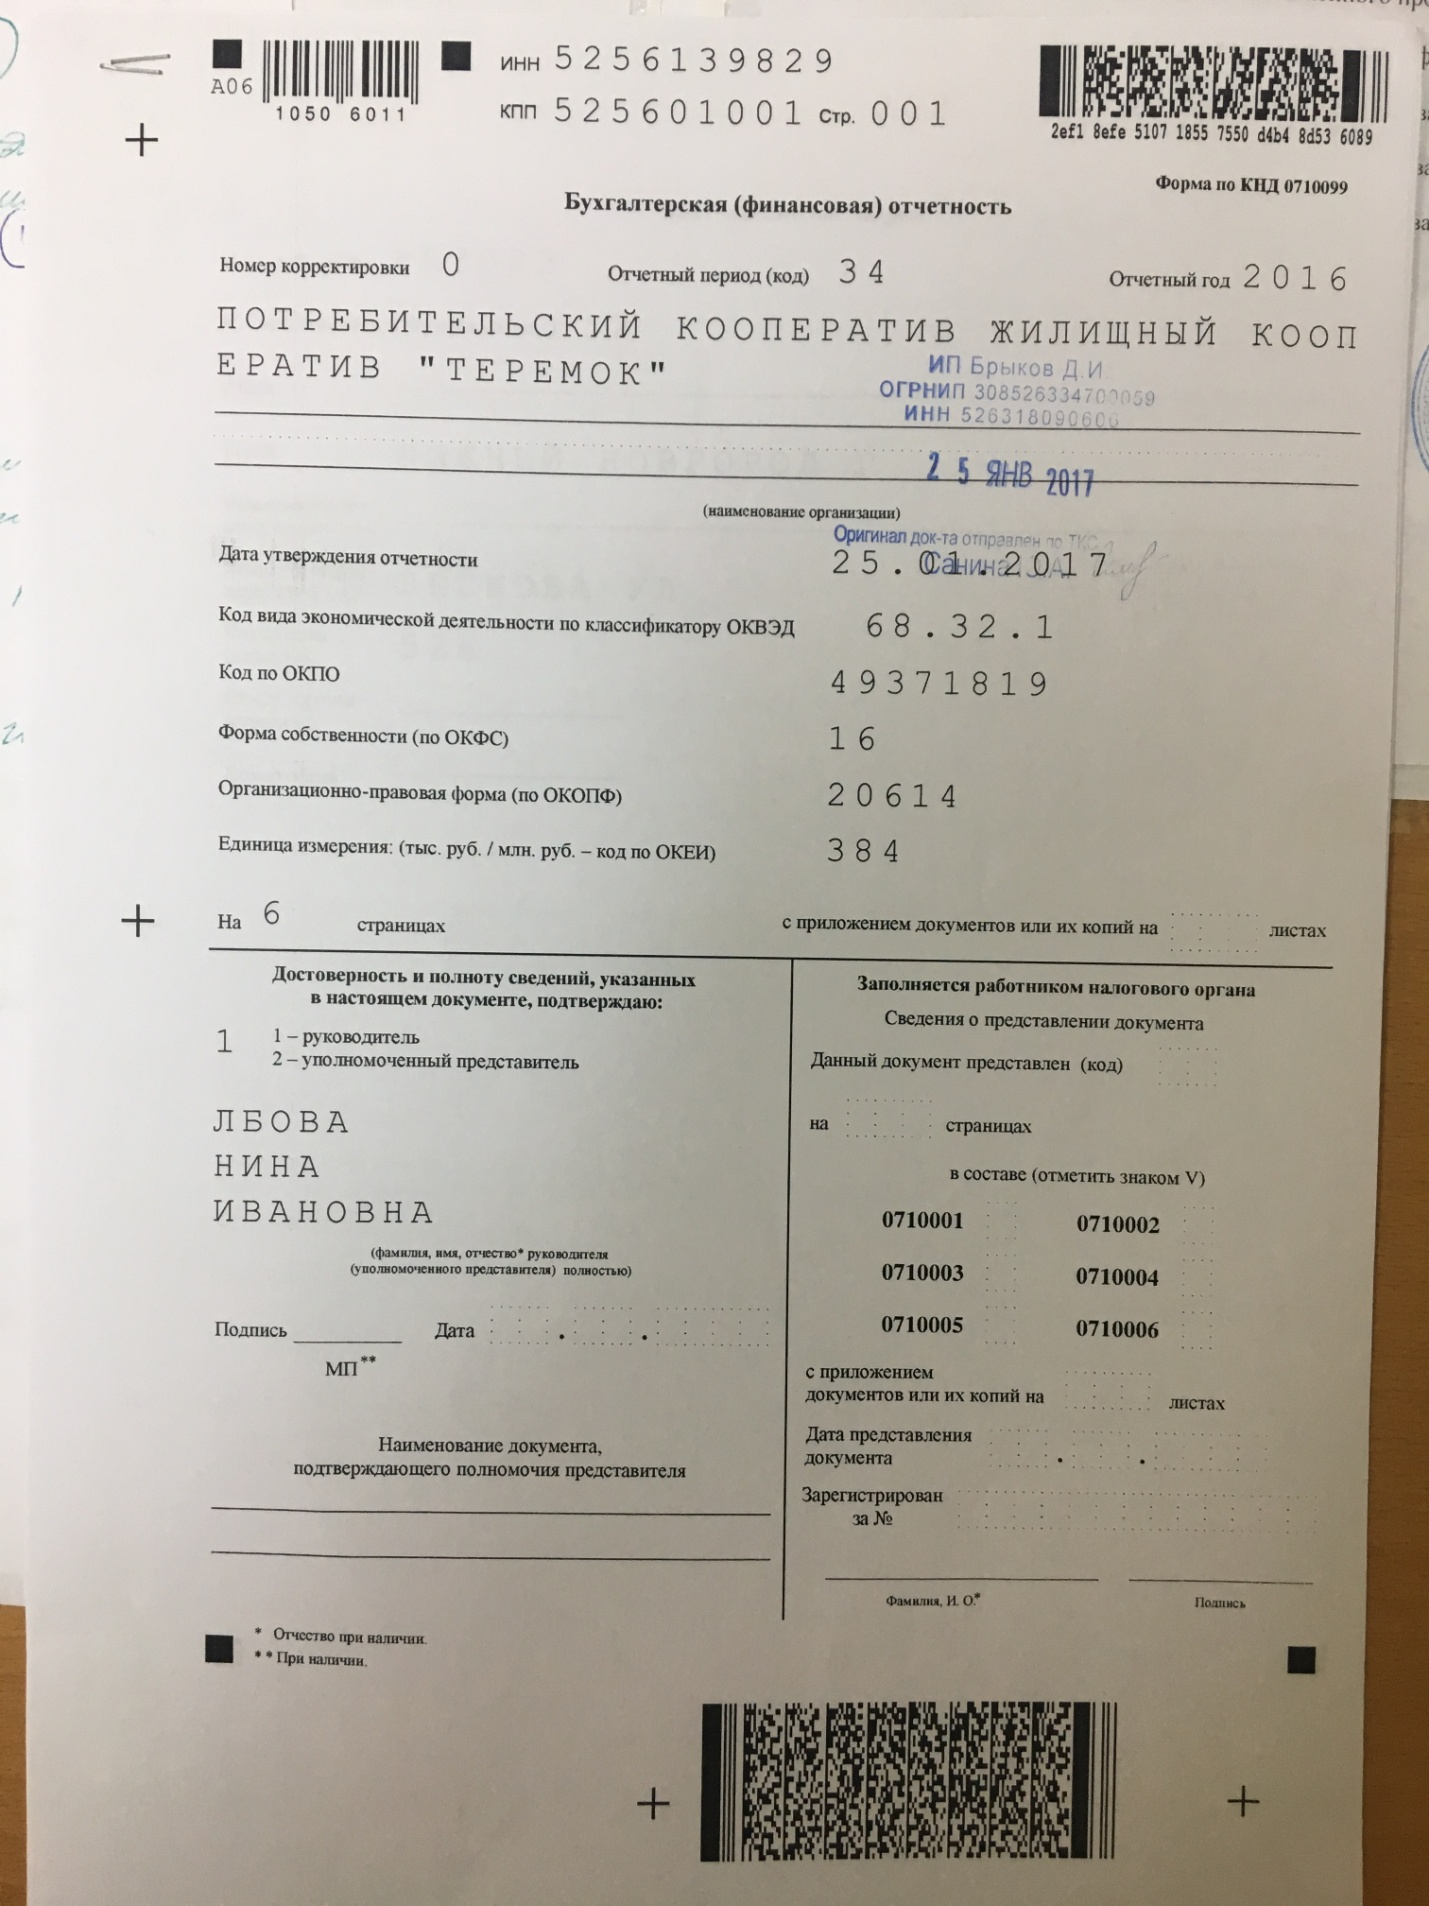 ИНН 5256139829
А06
1050 6011
КПП 525601001 Стр. 001
2ef1 8efe 5107 1855 7550 d4b4 8d53 6089
Форма по КНД 0710099
Бухгалтерская (финансовая) отчетность
Номер корректировки 0 Отчетный период (код) 34 Отчетный год 2016
ПОТРЕБИТЕЛЬСКИЙ КООПЕРАТИВ ЖИЛИЩНЫЙ КООП
ЕРАТИВ "ТЕРЕМОК"
ИП Брыков Д.И.
ОГРНИП 308526334700059
ИНН 526318090606
25 ЯНВ 2017
(наименование организации)
Оригинал док-та отправлен по ТКС
Дата утверждения отчетности 25.01.2017
Санина
Код вида экономической деятельности по классификатору ОКВЭД 68.32.1
Код по ОКПО 49371819
Форма собственности (по ОКФС) 16
Организационно-правовая форма (по ОКОПФ) 20614
Единица измерения: (тыс. руб. / млн. руб. – код по ОКЕИ) 384
На 6 страницах с приложением документов или их копий на листах
Достоверность и полноту сведений, указанных
в настоящем документе, подтверждаю:
1 1 – руководитель
2 – уполномоченный представитель
ЛБОВА
НИНА
ИВАНОВНА
(фамилия, имя, отчество* руководителя
(уполномоченного представителя) полностью)
Подпись Дата . .
МП**
Наименование документа,
подтверждающего полномочия представителя
Заполняется работником налогового органа
Сведения о представлении документа
Данный документ представлен (код)
на страницах
в составе (отметить знаком V)
0710001 0710002
0710003 0710004
0710005 0710006
с приложением
документов или их копий на листах
Дата представления
документа . .
Зарегистрирован
за №
Фамилия, И. О.* Подпись
* Отчество при наличии.
** При наличии.